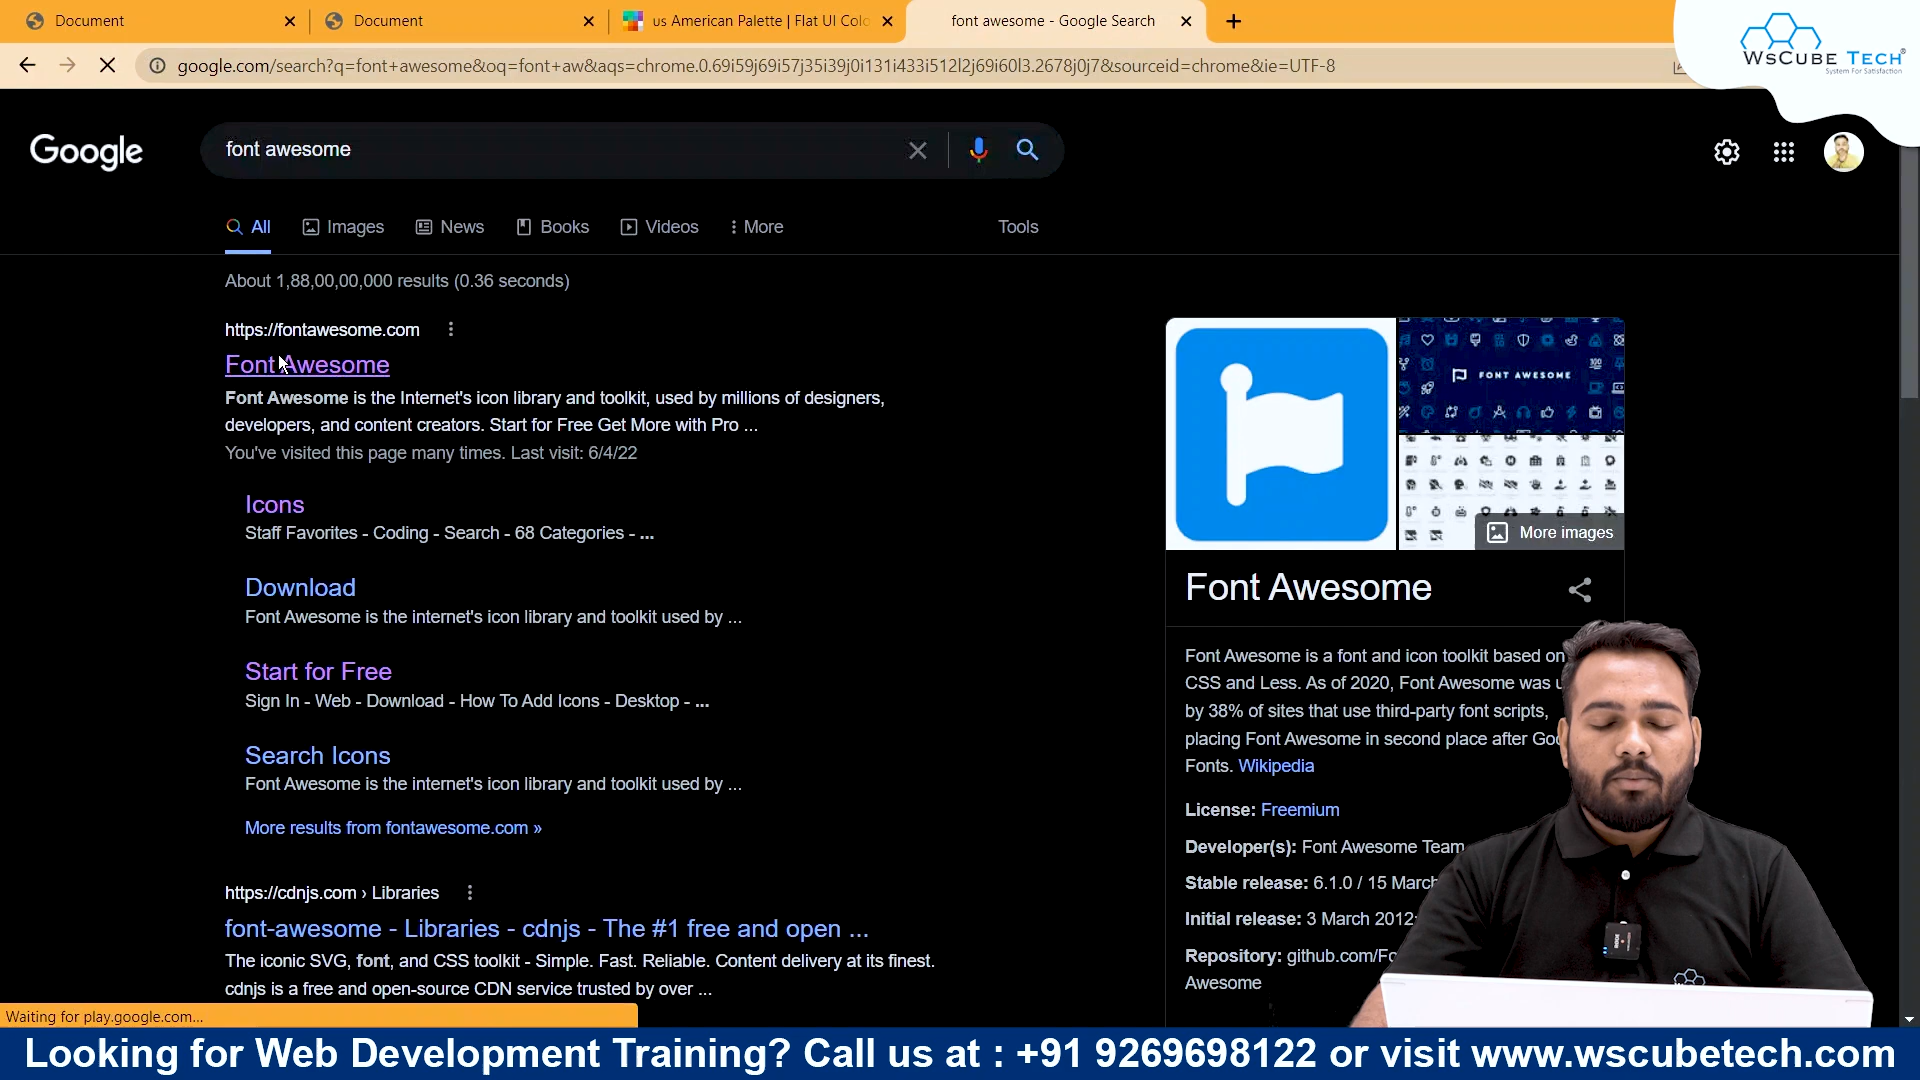 Document
Document
us American Palette | Flat UI Colo
font awesome - Google Search
google.com/search?q=font+awesome&oq=font+aw&aqs=chrome.0.69i59j69i57j35i39j0i131i433i512l2j69i60l3.2678j0j7&sourceid=chrome&ie=UTF-8
WsCube Tech®
System For Satisfaction
Google
font awesome
All
Images
News
Books
Videos
More
Tools
About 1,88,00,00,000 results (0.36 seconds)
https://fontawesome.com
Font Awesome
Font Awesome is the Internet's icon library and toolkit, used by millions of designers,
developers, and content creators. Start for Free Get More with Pro ...
You've visited this page many times. Last visit: 6/4/22
Icons
Staff Favorites - Coding - Search - 68 Categories - ...
Download
Font Awesome is the internet's icon library and toolkit used by ...
Start for Free
Sign In - Web - Download - How To Add Icons - Desktop - ...
Search Icons
Font Awesome is the internet's icon library and toolkit used by ...
More results from fontawesome.com »
https://cdnjs.com › Libraries
font-awesome - Libraries - cdnjs - The #1 free and open ...
The iconic SVG, font, and CSS toolkit - Simple. Fast. Reliable. Content delivery at its finest.
cdnjs is a free and open-source CDN service trusted by over ...
FONT AWESOME
More images
Font Awesome
Font Awesome is a font and icon toolkit based on
CSS and Less. As of 2020, Font Awesome was
by 38% of sites that use third-party font scripts,
placing Font Awesome in second place after
Fonts. Wikipedia
License: Freemium
Developer(s): Font Awesome Team
Stable release: 6.1.0 / 15 March
Initial release: 3 March 2012;
Repository: github.com/Fo
Awesome
Waiting for play.google.com...
Looking for Web Development Training? Call us at : +91 9269698122 or visit www.wscubetech.com